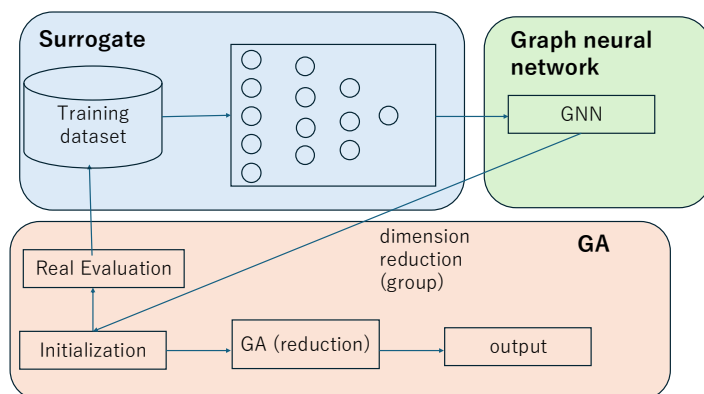 Surrogate
Training
dataset
Graph neural
network
GNN
dimension
reduction
(group)
GA
Real Evaluation
Initialization
GA (reduction)
output